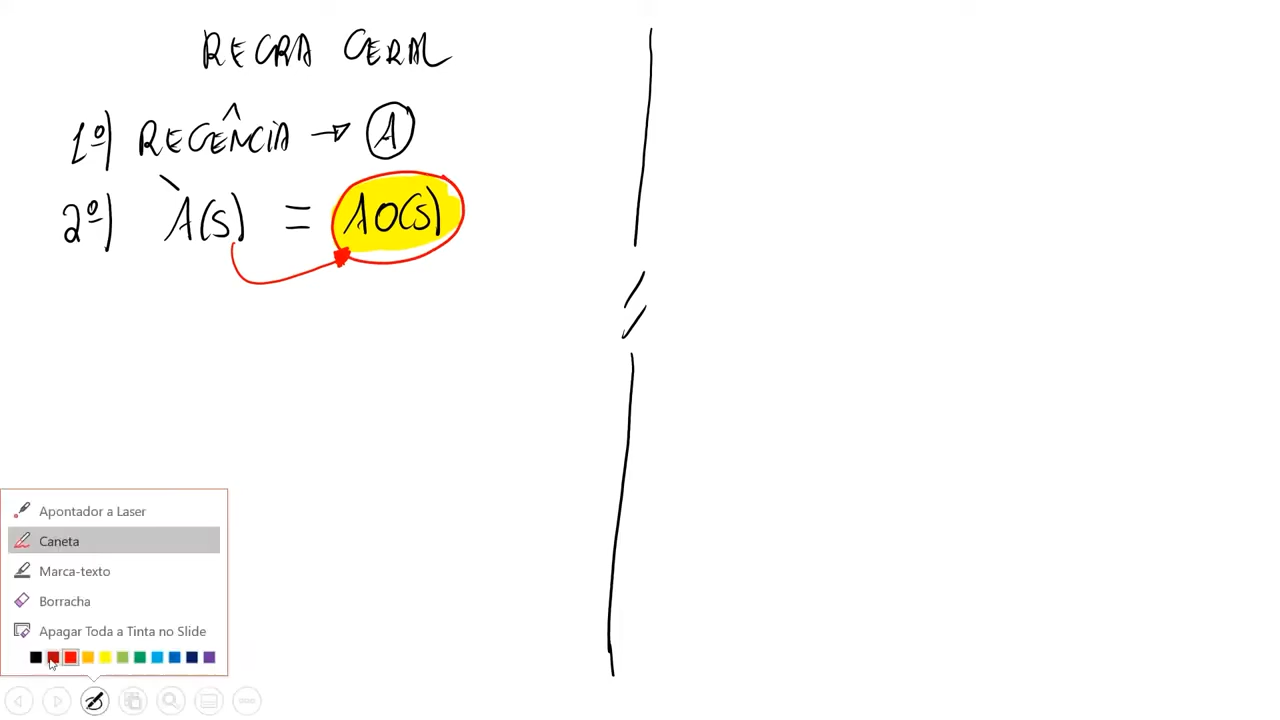 REGRA GERAL
1º) REGÊNCIA → A
2º) À(S) = AO(S)
Apontador a Laser
Caneta
Marca-texto
Borracha
Apagar Toda a Tinta no Slide